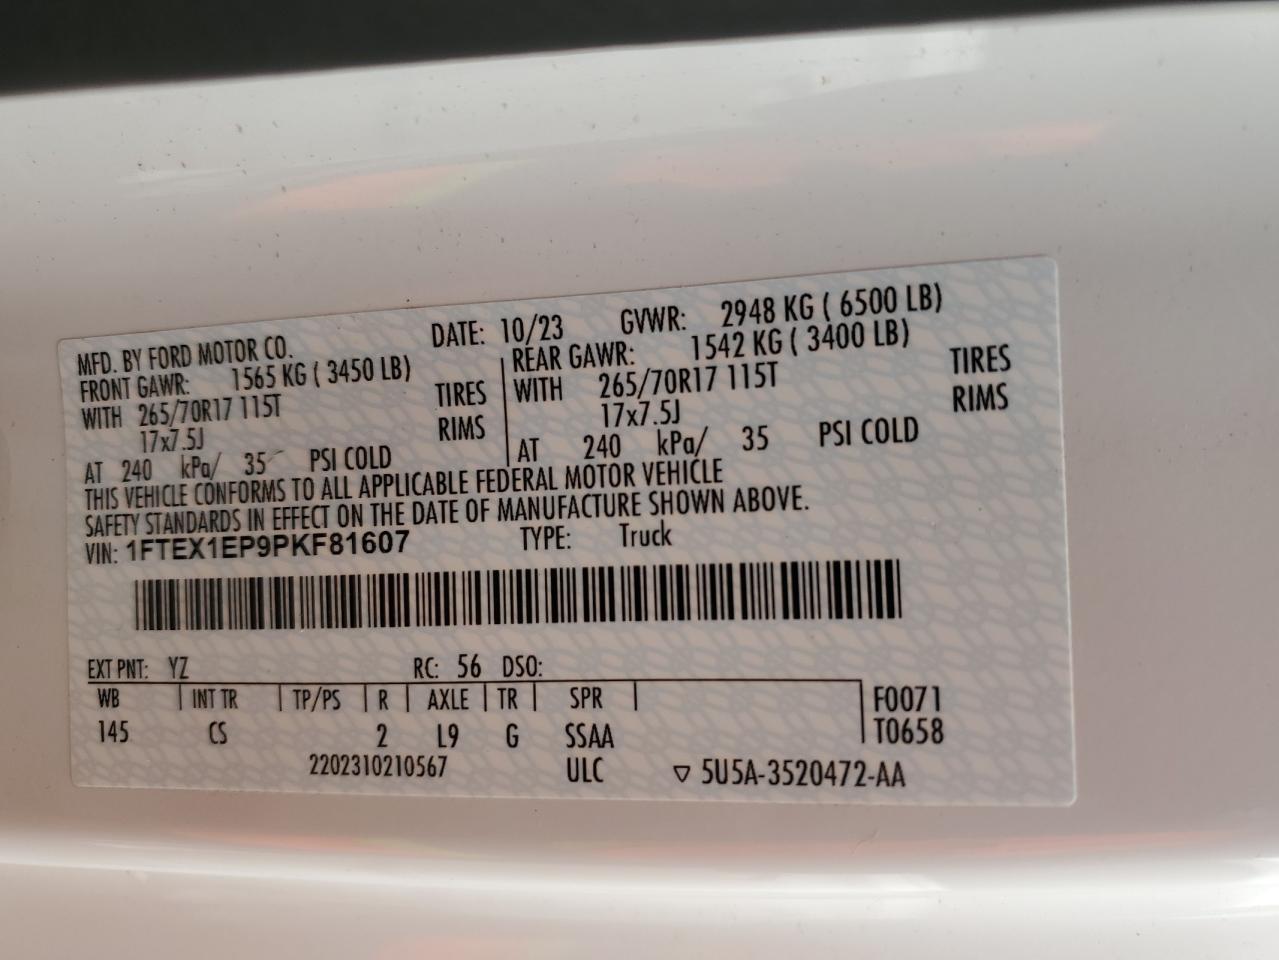 MFD. BY FORD MOTOR CO. DATE: 10/23 GVWR: 2948 KG ( 6500 LB)
FRONT GAWR: 1565 KG ( 3450 LB) REAR GAWR: 1542 KG ( 3400 LB)
WITH 265/70R17 115T TIRES WITH 265/70R17 115T TIRES
17x7.5J RIMS 17x7.5J RIMS
AT 240 kPa/ 35 PSI COLD AT 240 kPa/ 35 PSI COLD
THIS VEHICLE CONFORMS TO ALL APPLICABLE FEDERAL MOTOR VEHICLE
SAFETY STANDARDS IN EFFECT ON THE DATE OF MANUFACTURE SHOWN ABOVE.
VIN: 1FTEX1EP9PKF81607 TYPE: Truck
EXT PNT: YZ RC: 56 DSO:
WB INT TR TP/PS R AXLE TR SPR F0071
145 CS 2 L9 G SSAA T0658
2202310210567 ULC ▽ 5U5A-3520472-AA